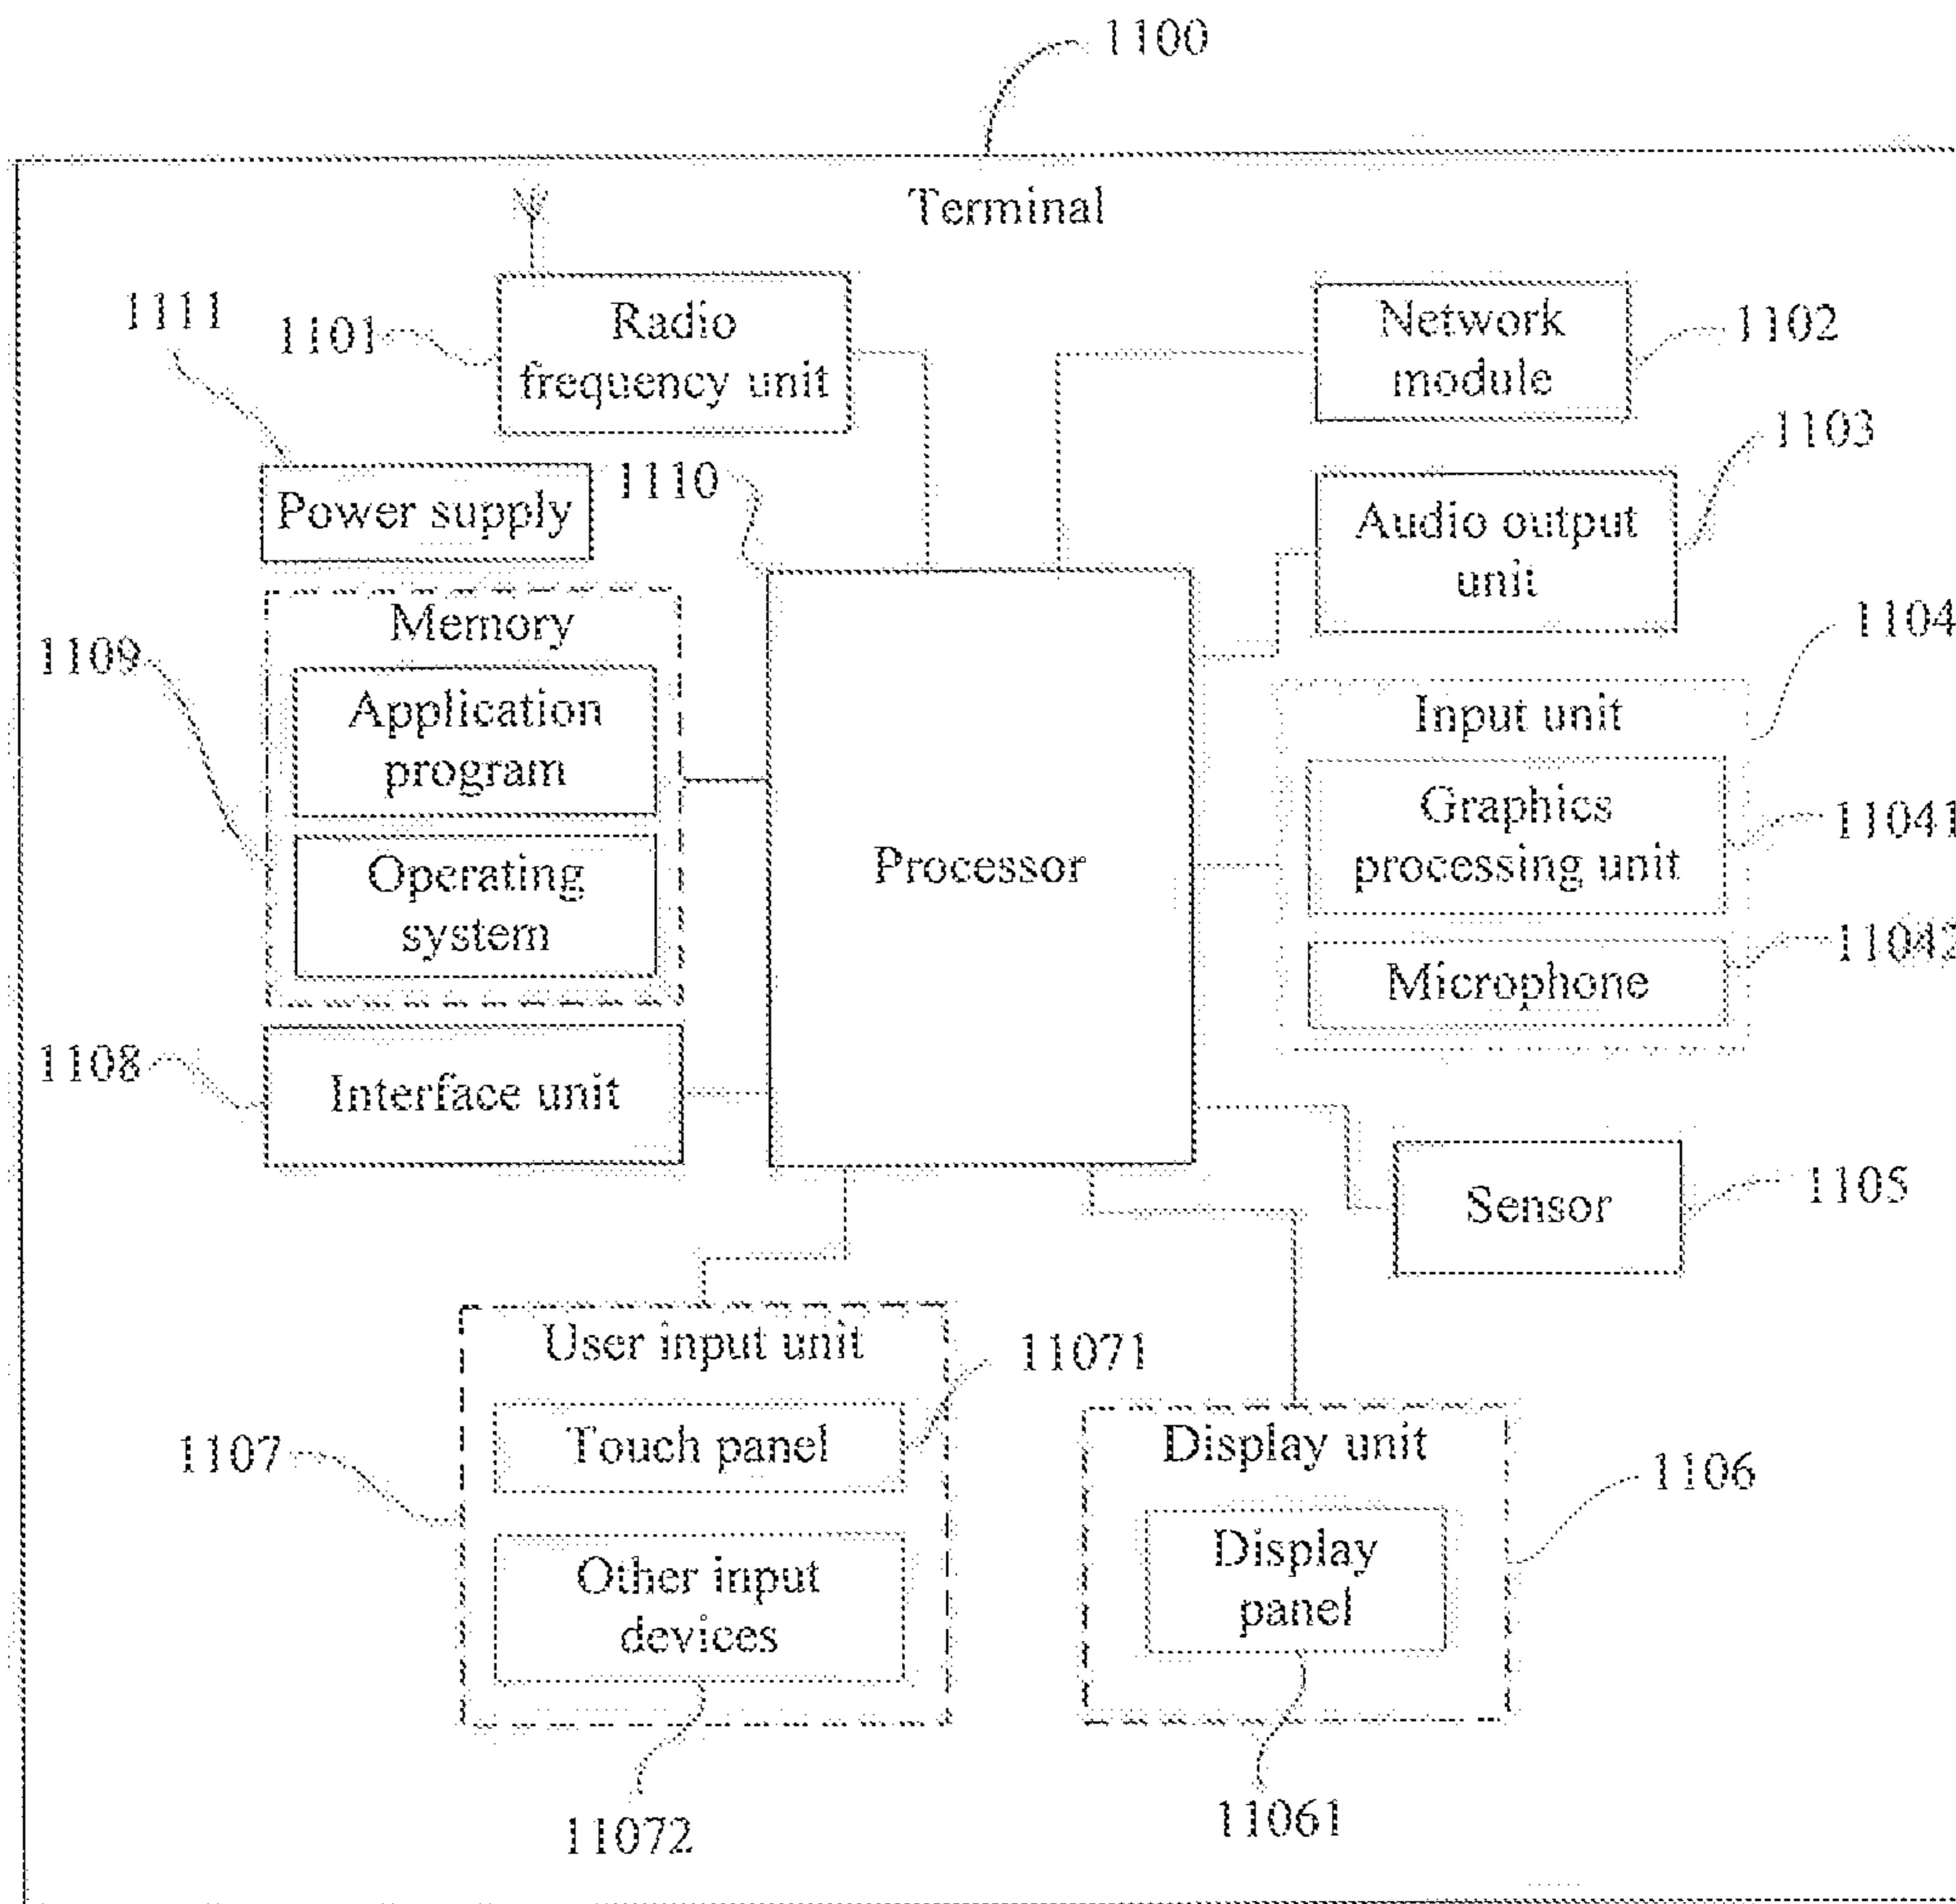 1100
Terminal
1111
1101
Radio
frequency unit
Network
module
1102
1103
Power supply
1110
Audio output
unit
Memory
1109
Application
program
Operating
system
Processor
1104
Input unit
Graphics
processing unit
11041
11042
Microphone
1108
Interface unit
Sensor
1105
User input unit
11071
1107
Touch panel
Other input
devices
Display unit
1106
Display
panel
11072
11061